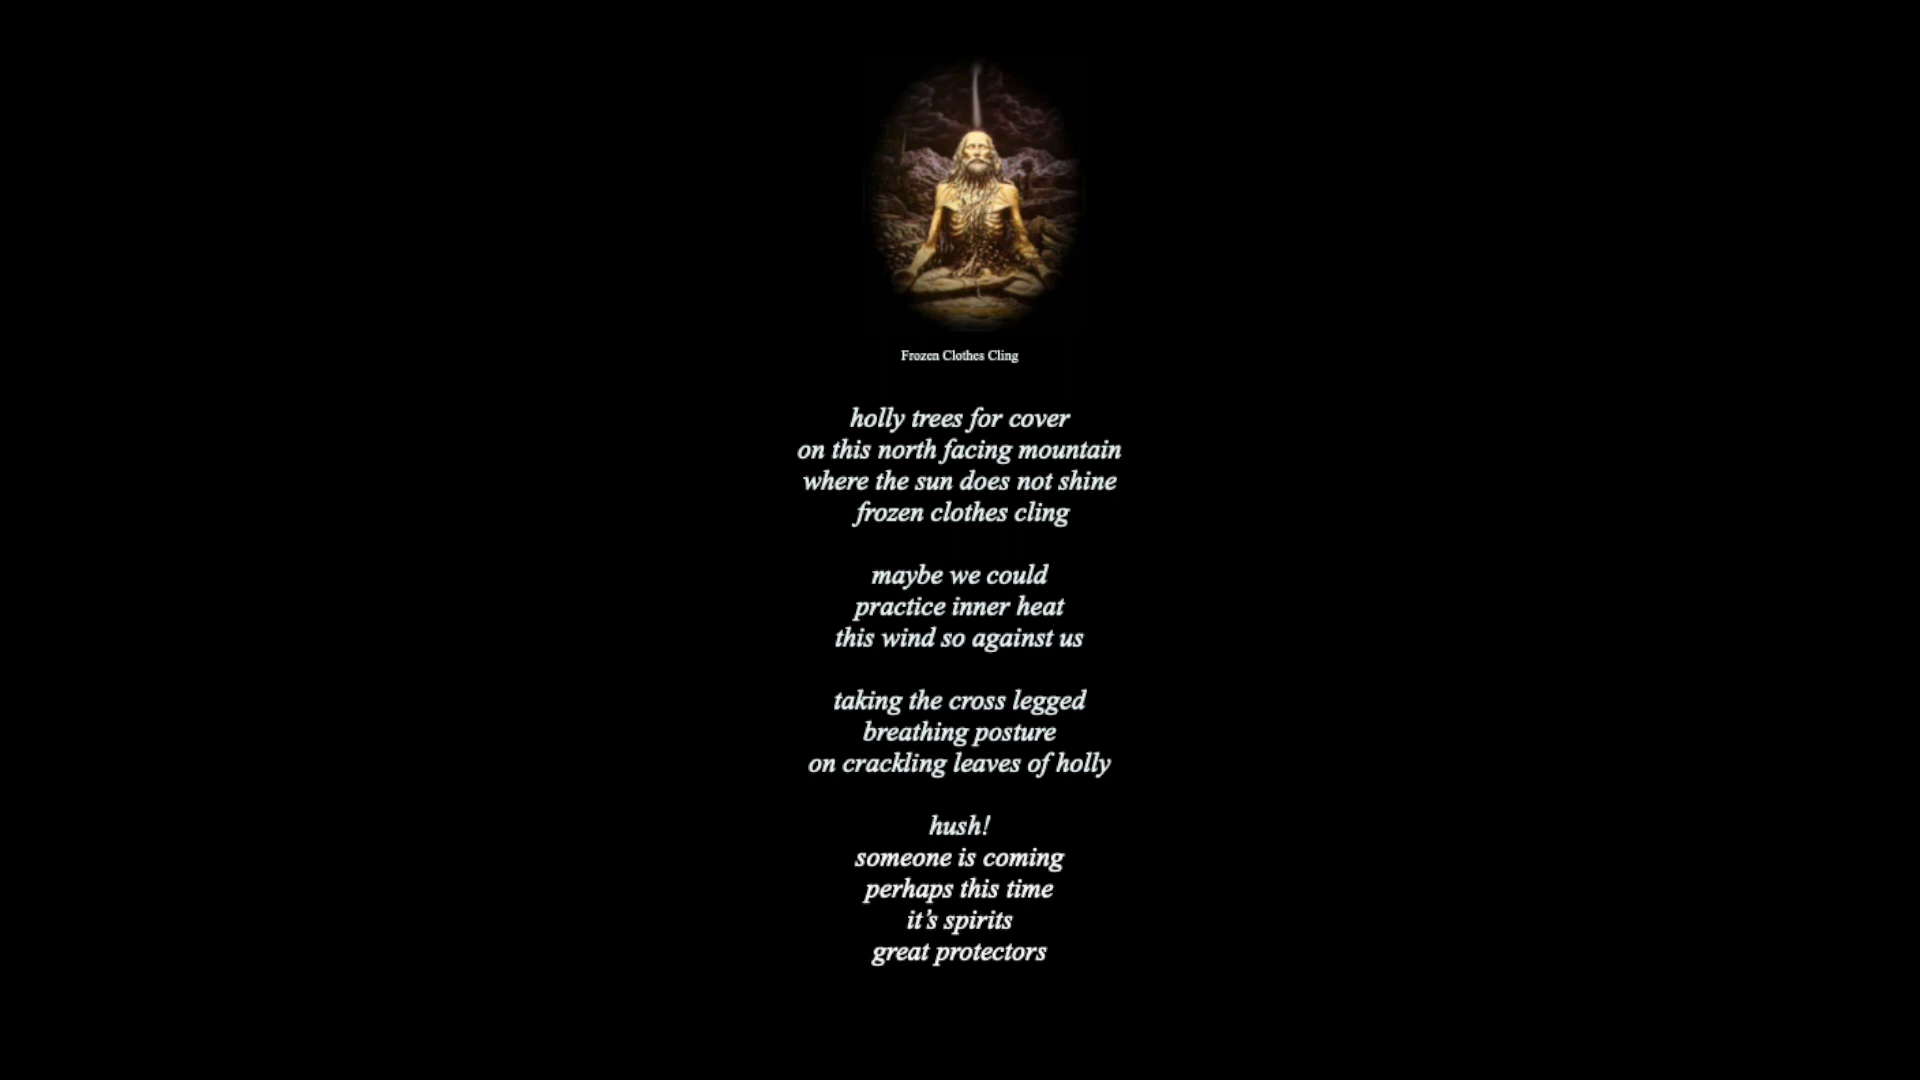 Frozen Clothes Cling
holly trees for cover
on this north facing mountain
where the sun does not shine
frozen clothes cling
maybe we could
practice inner heat
this wind so against us
taking the cross legged
breathing posture
on crackling leaves of holly
hush!
someone is coming
perhaps this time
it’s spirits
great protectors